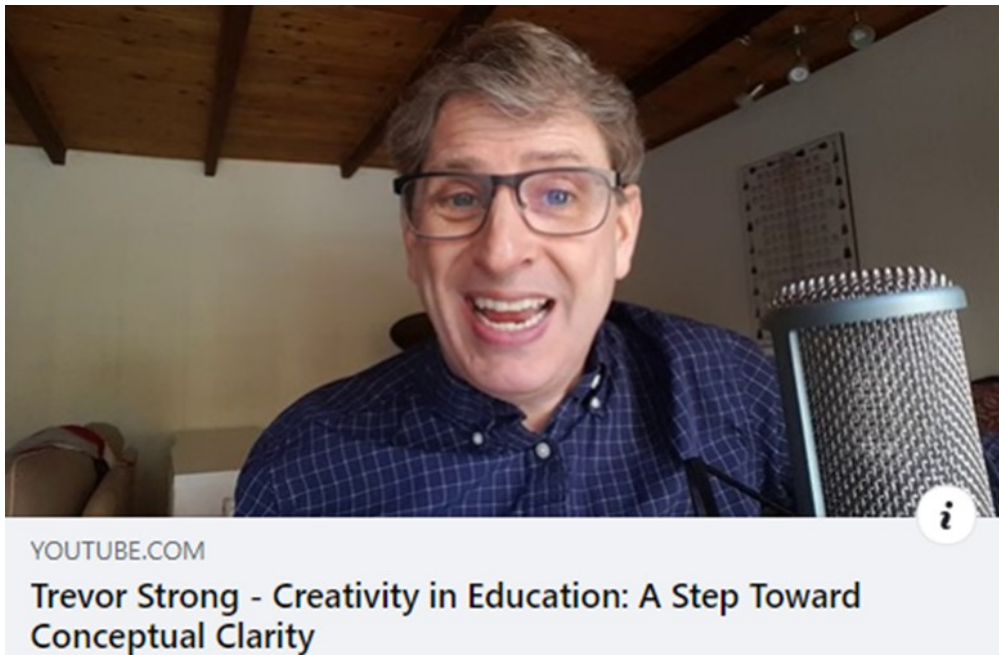 YOUTUBE.COM
Trevor Strong - Creativity in Education: A Step Toward
Conceptual Clarity